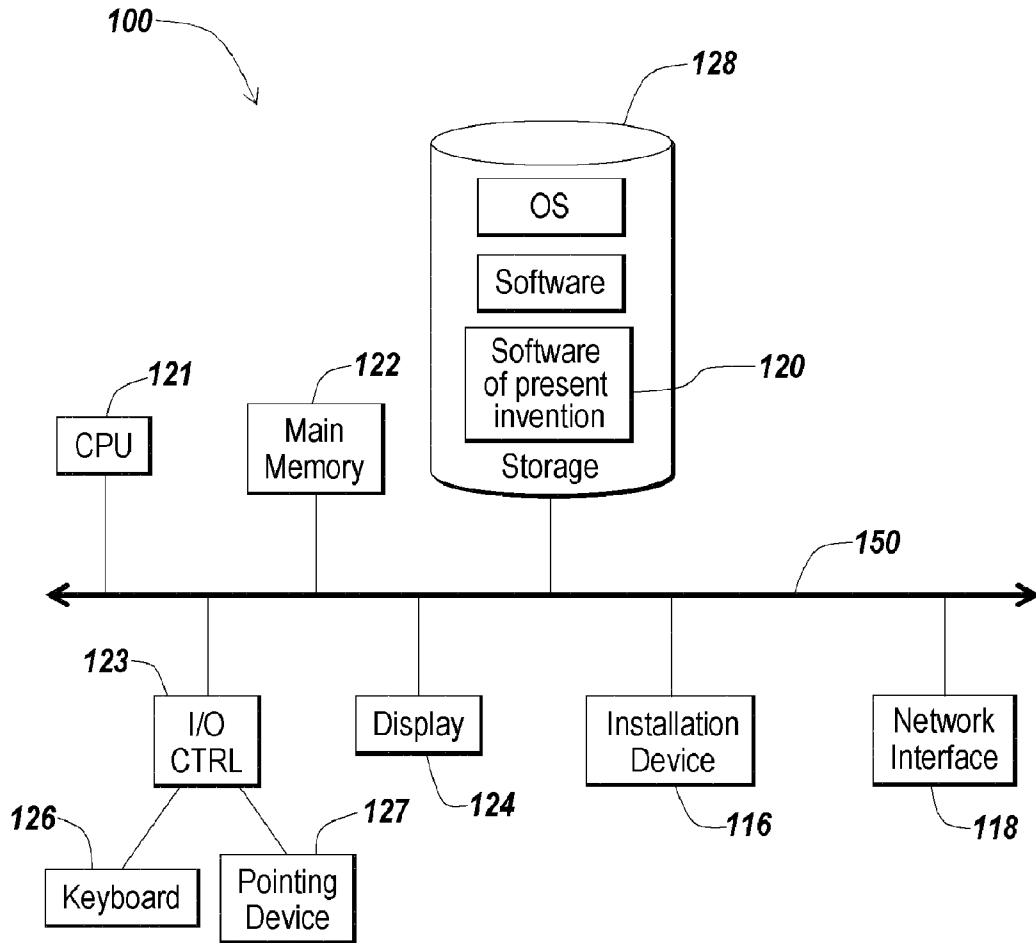 100
128
OS
Software
Software
of present
invention
120
Storage
121
CPU
122
Main
Memory
150
123
I/O
CTRL
Display
124
Installation
Device
116
Network
Interface
118
126
Keyboard
127
Pointing
Device